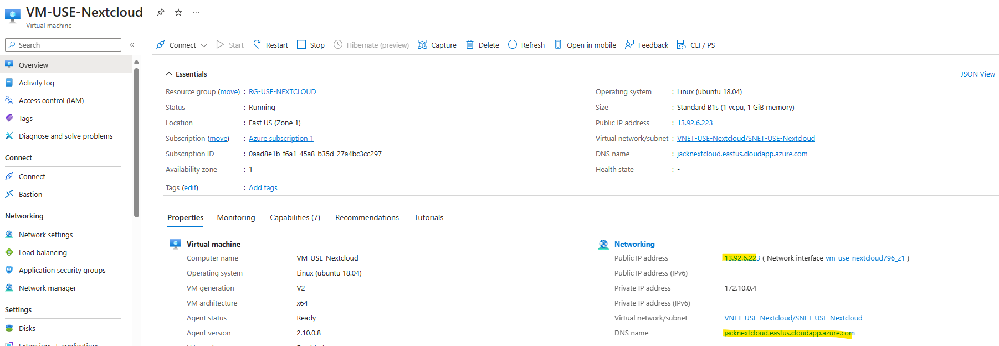 VM-USE-Nextcloud
Virtual machine
Search
Connect
Start
Restart
Stop
Hibernate (preview)
Capture
Delete
Refresh
Open in mobile
Feedback
CLI / PS
Overview
Activity log
Access control (IAM)
Tags
Diagnose and solve problems
Connect
Connect
Bastion
Networking
Network settings
Load balancing
Application security groups
Network manager
Settings
Disks
Extensions + applications
Essentials
JSON View
Resource group (move) : RG-USE-NEXTCLOUD
Status : Running
Location : East US (Zone 1)
Subscription (move) : Azure subscription 1
Subscription ID : 0aad8e1b-f6a1-45a8-b35d-27a4bc3cc297
Availability zone : 1
Operating system : Linux (ubuntu 18.04)
Size : Standard B1s (1 vcpu, 1 GiB memory)
Public IP address : 13.92.6.223
Virtual network/subnet : VNET-USE-Nextcloud/SNET-USE-Nextcloud
DNS name : jacknextcloud.eastus.cloudapp.azure.com
Health state : -
Tags (edit) : Add tags
Properties
Monitoring
Capabilities (7)
Recommendations
Tutorials
Virtual machine
Computer name VM-USE-Nextcloud
Operating system Linux (ubuntu 18.04)
VM generation V2
VM architecture x64
Agent status Ready
Agent version 2.10.0.8
Networking
Public IP address 13.92.6.223 ( Network interface vm-use-nextcloud796_z1 )
Public IP address (IPv6) -
Private IP address 172.10.0.4
Private IP address (IPv6) -
Virtual network/subnet VNET-USE-Nextcloud/SNET-USE-Nextcloud
DNS name jacknextcloud.eastus.cloudapp.azure.com